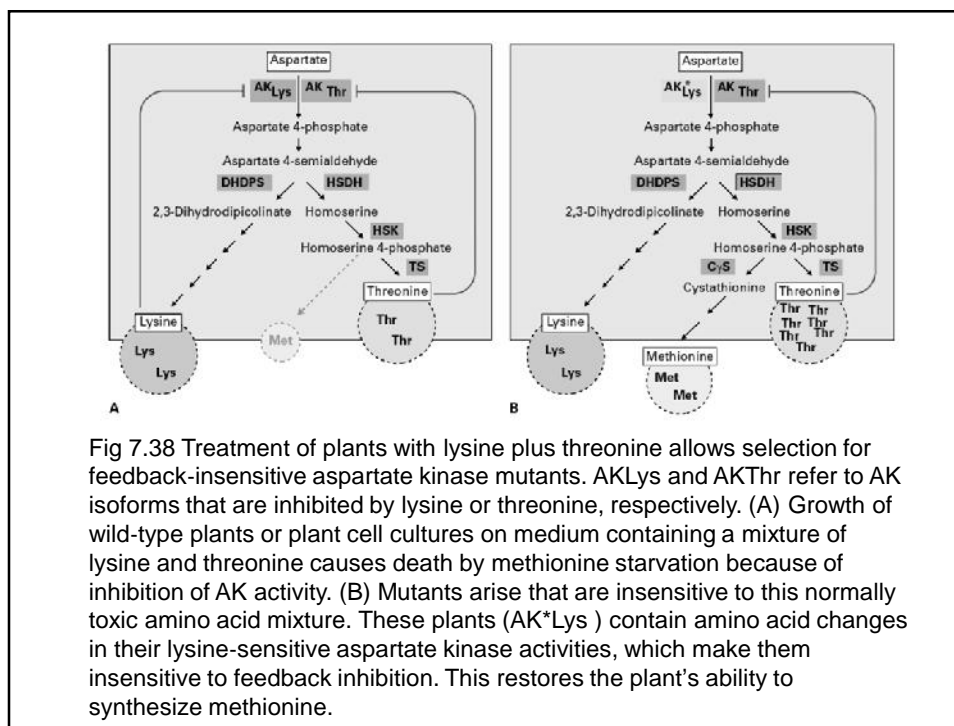 Aspartate
AKLys AK Thr
Aspartate 4-phosphate
Aspartate 4-semialdehyde
DHDPS HSDH
2,3-Dihydrodipicolinate Homoserine
HSK
Homoserine 4-phosphate
TS
Threonine
Thr
Thr
Lysine
Lys
Lys
Met
A
Aspartate
AK*Lys AK Thr
Aspartate 4-phosphate
Aspartate 4-semialdehyde
DHDPS HSDH
2,3-Dihydrodipicolinate Homoserine
HSK
Homoserine 4-phosphate
CγS TS
Cystathionine
Threonine
Thr Thr
Thr Thr
Thr Thr
Thr
Lysine
Lys
Lys
Methionine
Met
Met
B
Fig 7.38 Treatment of plants with lysine plus threonine allows selection for
feedback-insensitive aspartate kinase mutants. AKLys and AKThr refer to AK
isoforms that are inhibited by lysine or threonine, respectively. (A) Growth of
wild-type plants or plant cell cultures on medium containing a mixture of
lysine and threonine causes death by methionine starvation because of
inhibition of AK activity. (B) Mutants arise that are insensitive to this normally
toxic amino acid mixture. These plants (AK*Lys ) contain amino acid changes
in their lysine-sensitive aspartate kinase activities, which make them
insensitive to feedback inhibition. This restores the plant's ability to
synthesize methionine.